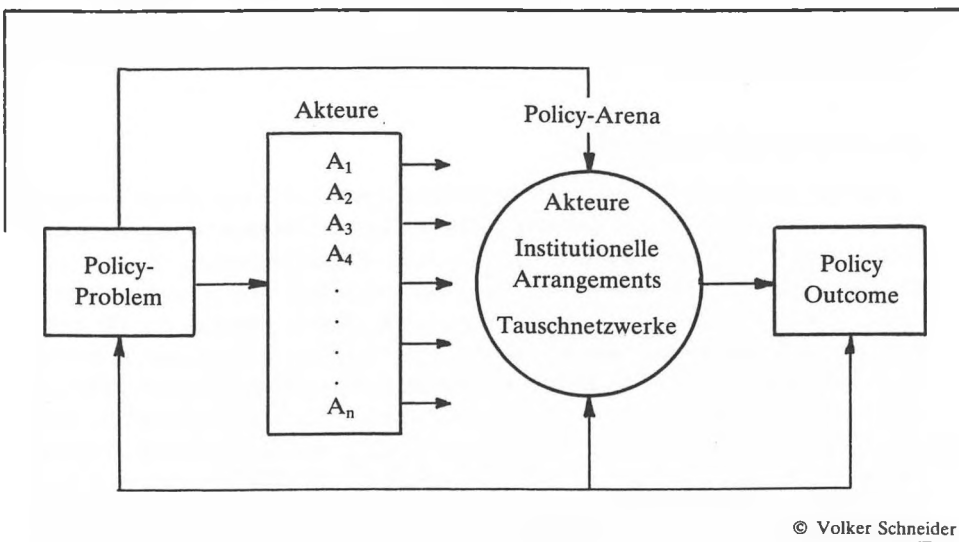 Akteure
Policy-Arena
A1
A2
A3
A4
.
.
.
An
Policy-
Problem
Akteure
Institutionelle
Arrangements
Tauschnetzwerke
Policy
Outcome
© Volker Schneider